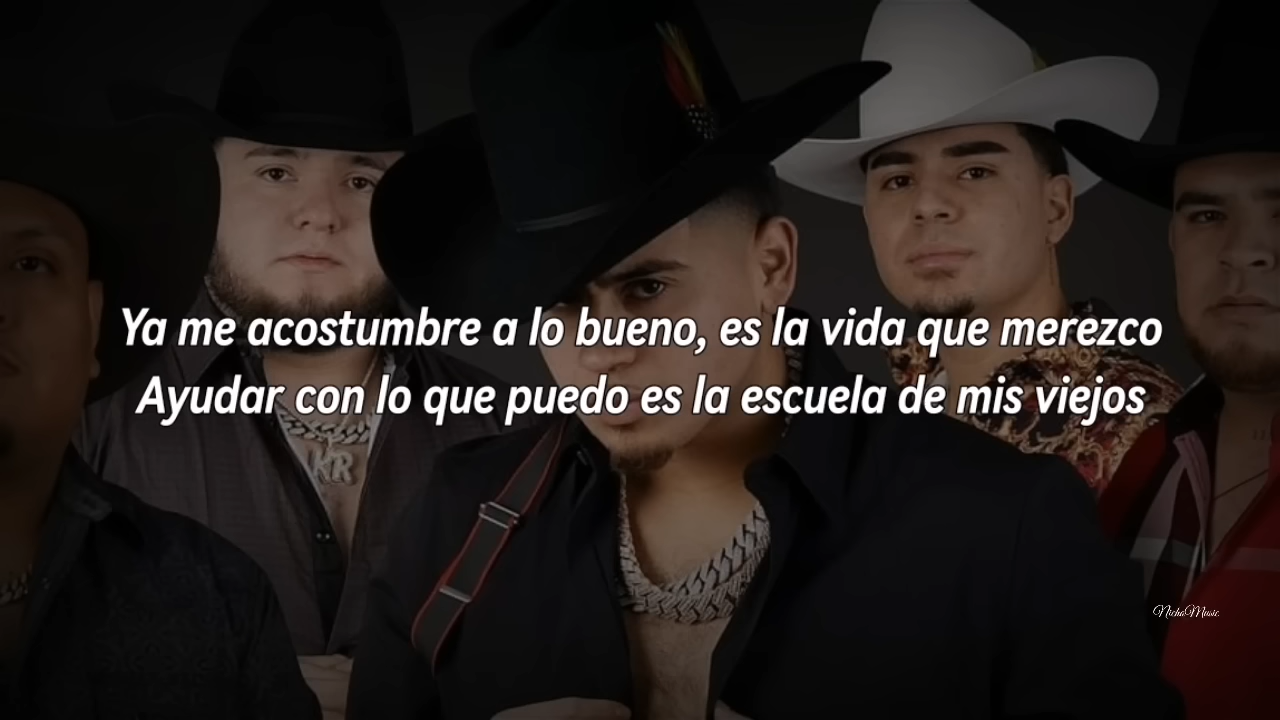 Ya me acostumbre a lo bueno, es la vida que merezco
Ayudar con lo que puedo es la escuela de mis viejos
KR
NichaMusic